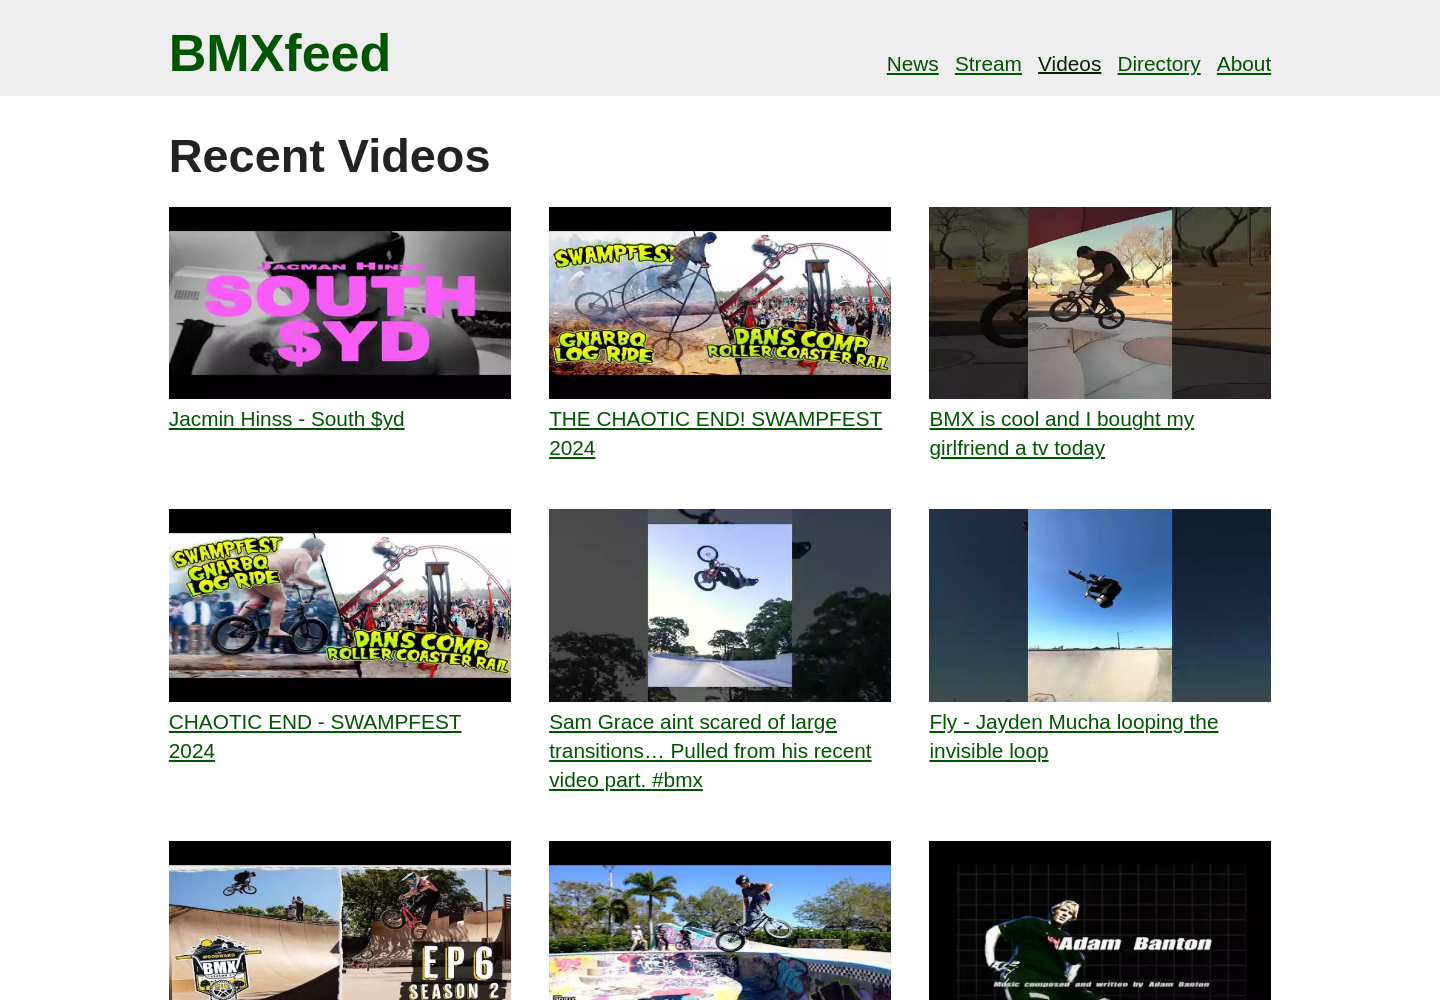 BMXfeed
News Stream Videos Directory About
Recent Videos
Jacman Hinss
SOUTH
$YD
SWAMPFEST
GNARBQ
LOG RIDE
DAN'S COMP
ROLLER COASTER RAIL
Jacmin Hinss - South $yd
THE CHAOTIC END! SWAMPFEST
2024
BMX is cool and I bought my
girlfriend a tv today
SWAMPFEST
GNARBQ
LOG RIDE
DAN'S COMP
ROLLER COASTER RAIL
CHAOTIC END - SWAMPFEST
2024
Sam Grace aint scared of large
transitions… Pulled from his recent
video part. #bmx
Fly - Jayden Mucha looping the
invisible loop
WOODWARD
BMX
EP 6
SEASON 2
Adam Banton
Music composed and written by Adam Banton